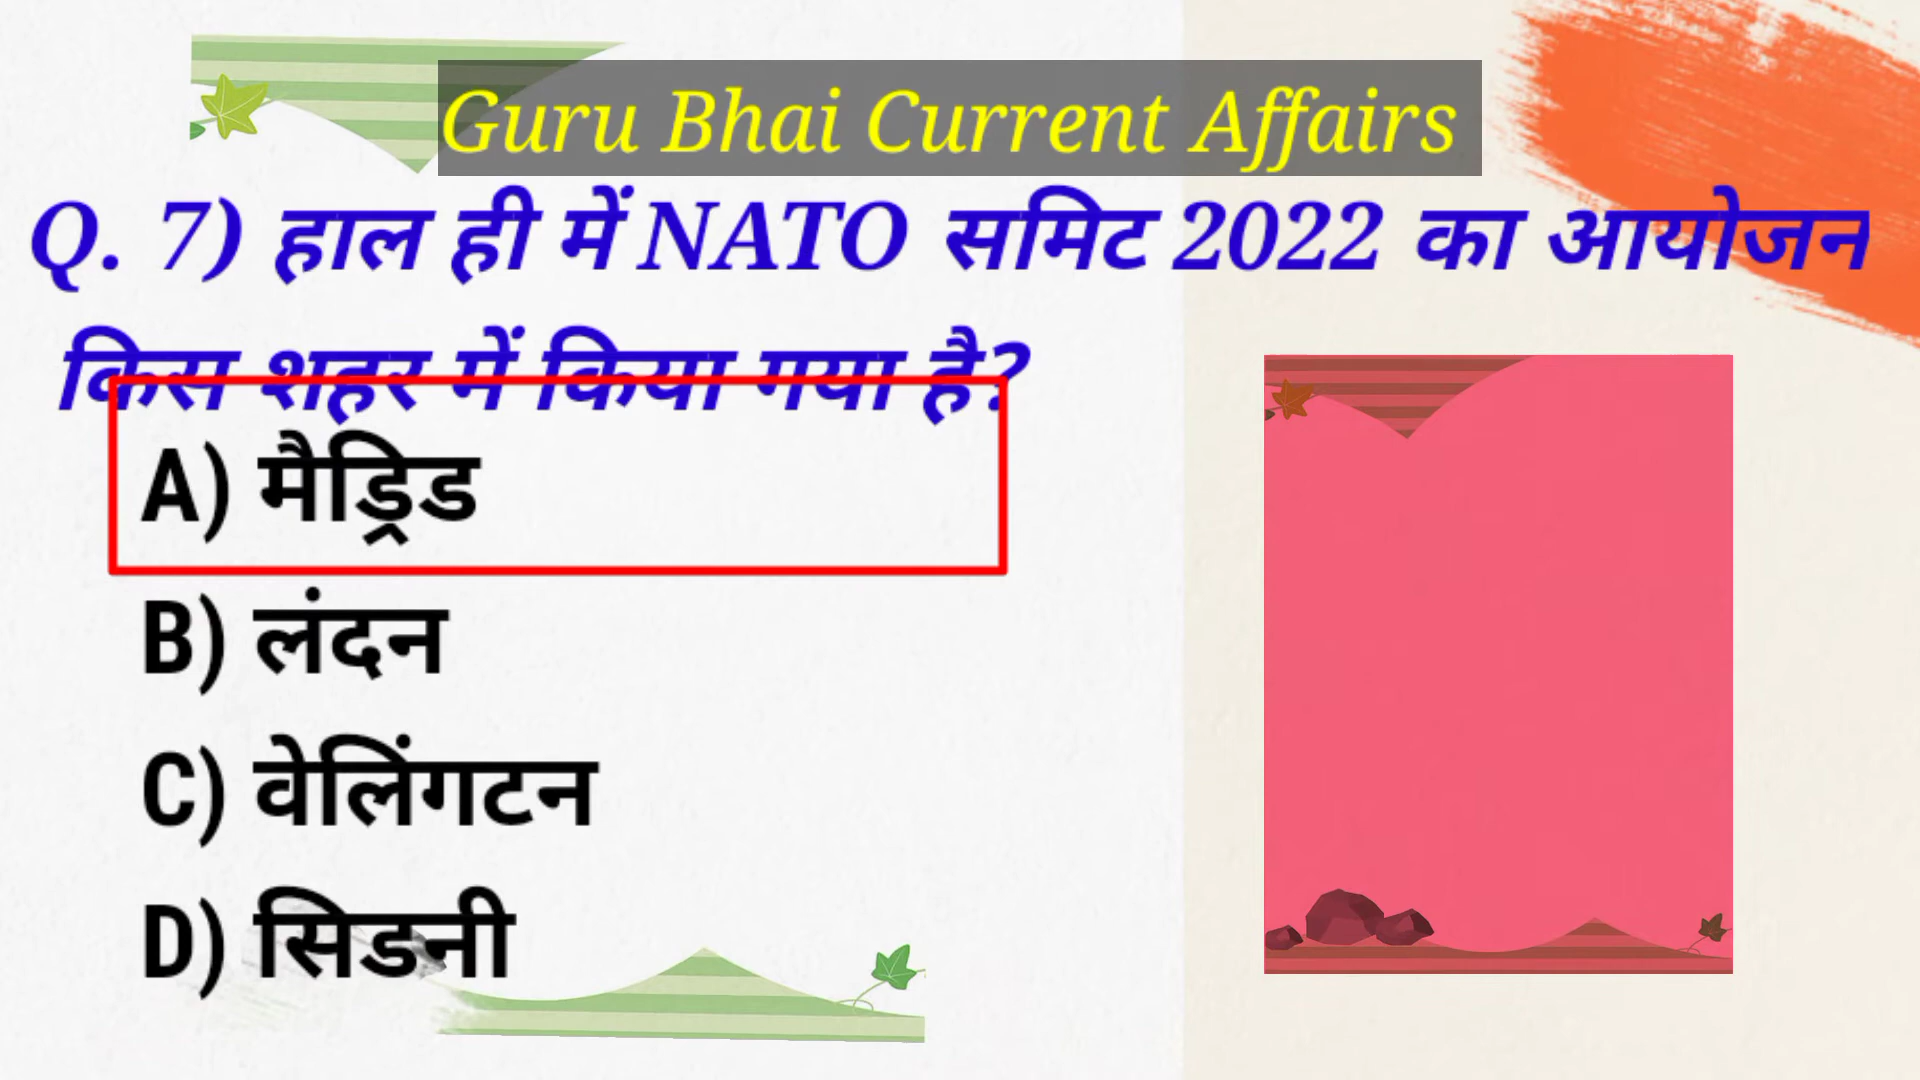 Guru Bhai Current Affairs
Q. 7) हाल ही में NATO समिट 2022 का आयोजन
किस शहर में किया गया है?
A) मैड्रिड
B) लंदन
C) वेलिंगटन
D) सिडनी